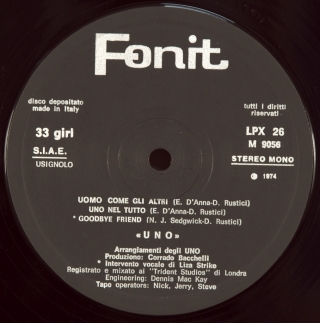 Fonit
disco depositato
made in Italy
tutti i diritti
riservati
33 giri
S.I.A.E.
USIGNOLO
LPX 26
M 9056
STEREO MONO
℗ 1974
UOMO COME GLI ALTRI (E. D'Anna-D. Rustici)
UNO NEL TUTTO (E. D'Anna-D. Rustici)
* GOODBYE FRIEND (N. J. Sedgwick-D. Rustici)
«UNO»
Arrangiamenti degli UNO
Produzione: Corrado Bacchelli
* Intervento vocale di Liza Strike
Registrato e mixato ai "Trident Studios" di Londra
Engineering: Dennis Mac Kay
Tape operators: Nick, Jerry, Steve